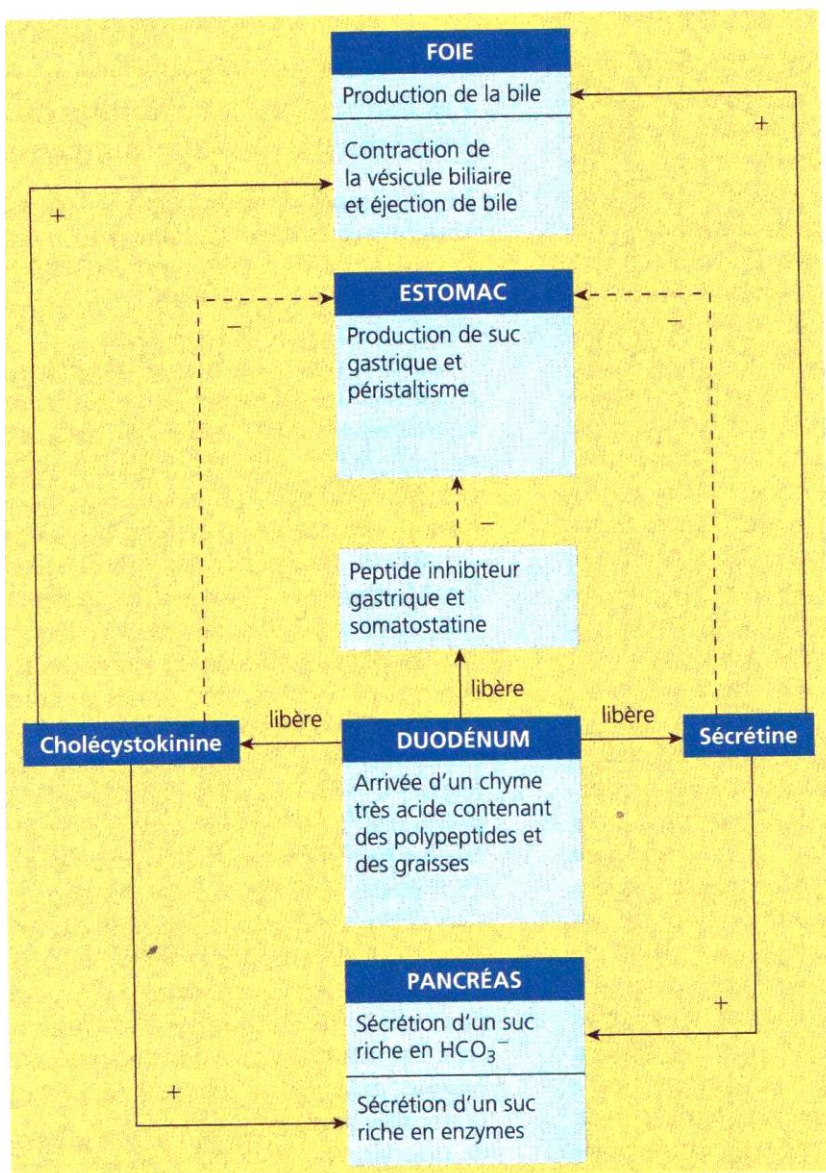 FOIE
Production de la bile
+
Contraction de
la vésicule biliaire
et éjection de bile
+
ESTOMAC
–
–
Production de suc
gastrique et
péristaltisme
–
Peptide inhibiteur
gastrique et
somatostatine
libère
libère
libère
Cholécystokinine
DUODÉNUM
Sécrétine
Arrivée d’un chyme
très acide contenant
des polypeptides et
des graisses
PANCRÉAS
+
Sécrétion d’un suc
riche en HCO₃⁻
+
Sécrétion d’un suc
riche en enzymes